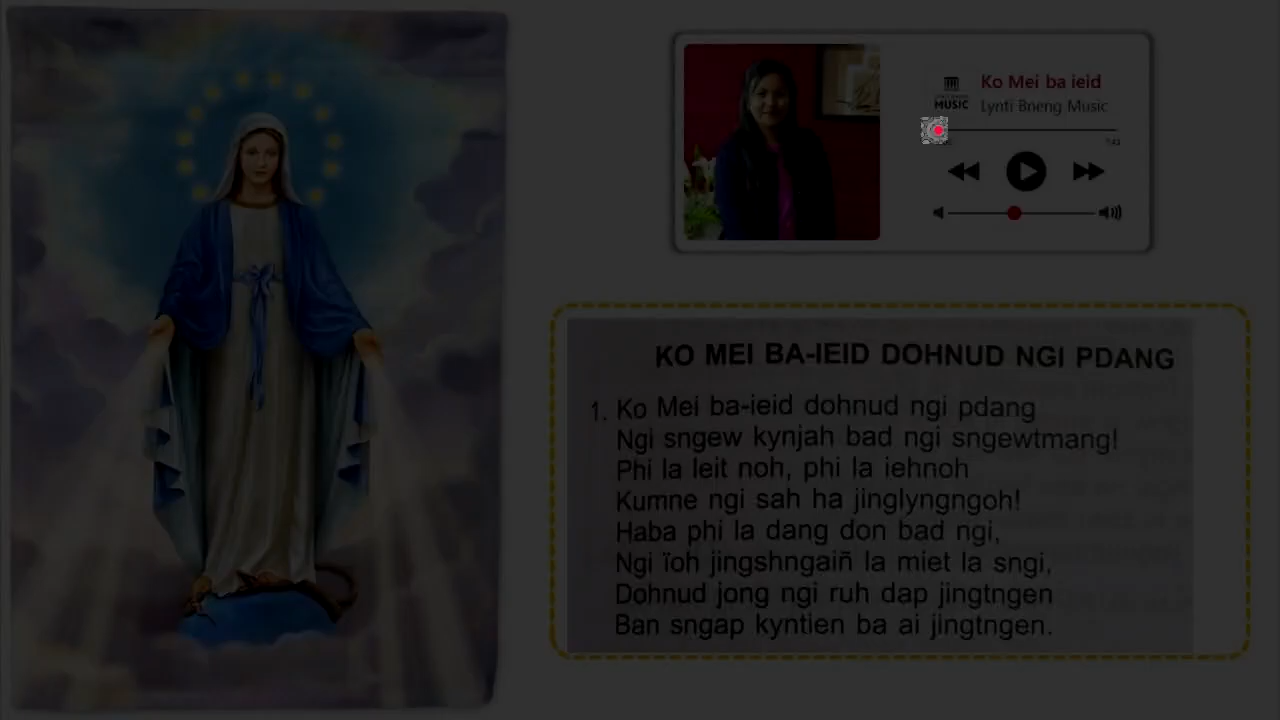 Ko Mei ba ieid
MUSIC
Lynti Bneng Music
KO MEI BA-IEID DOHNUD NGI PDANG
1. Ko Mei ba-ieid dohnud ngi pdang
Ngi sngew kynjah bad ngi sngewtmang!
Phi la leit noh, phi la iehnoh
Kumne ngi sah ha jinglyngngoh!
Haba phi la dang don bad ngi,
Ngi ïoh jingshngaiñ la miet la sngi,
Dohnud jong ngi ruh dap jingtngen
Ban sngap kyntien ba ai jingtngen.